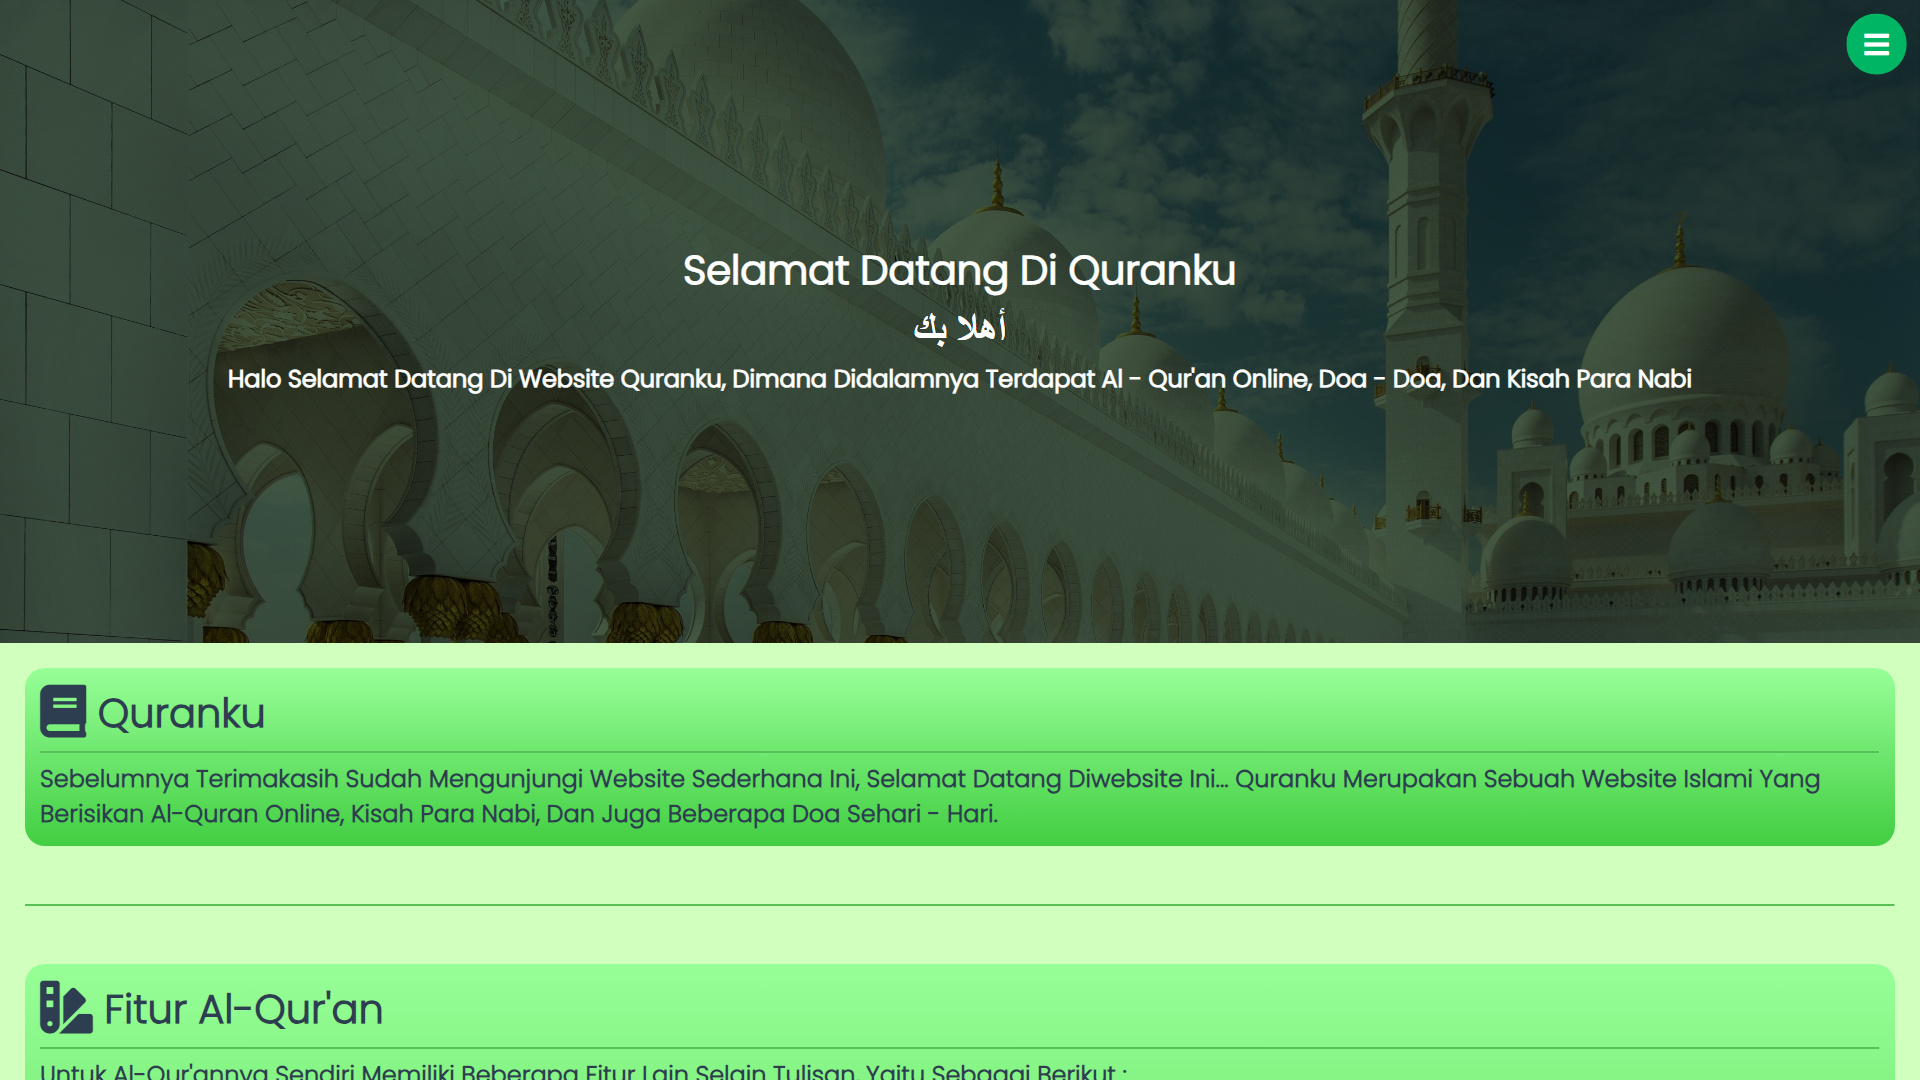 Selamat Datang Di Quranku
أهلا بك
Halo Selamat Datang Di Website Quranku, Dimana Didalamnya Terdapat Al - Qur'an Online, Doa - Doa, Dan Kisah Para Nabi
Quranku
Sebelumnya Terimakasih Sudah Mengunjungi Website Sederhana Ini, Selamat Datang Diwebsite Ini... Quranku Merupakan Sebuah Website Islami Yang
Berisikan Al-Quran Online, Kisah Para Nabi, Dan Juga Beberapa Doa Sehari - Hari.
Fitur Al-Qur'an
Untuk Al-Qur'annya Sendiri Memiliki Beberapa Fitur Lain Selain Tulisan, Yaitu Sebagai Berikut :